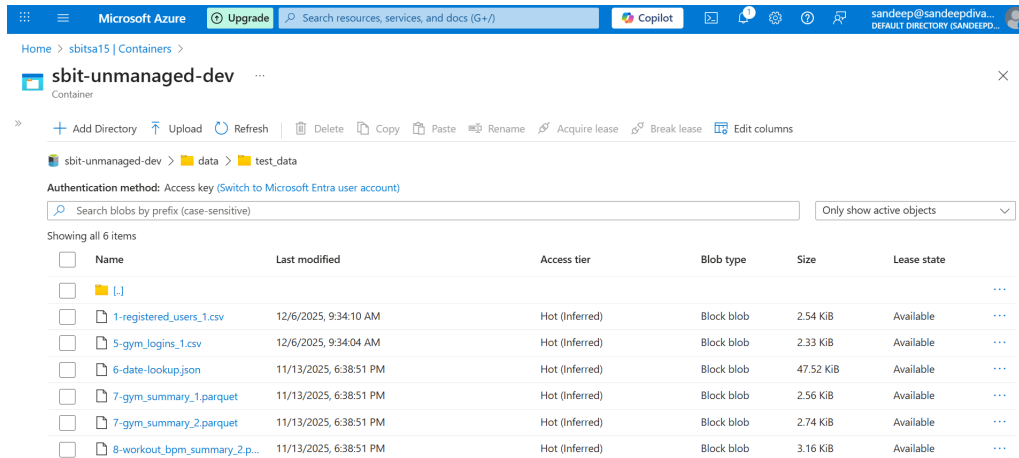 Microsoft Azure Upgrade Search resources, services, and docs (G+/) Copilot 1 sandeep@sandeepdiva...
DEFAULT DIRECTORY (SANDEEPD...
Home > sbitsa15 | Containers >
sbit-unmanaged-dev ...
Container
» Add Directory Upload Refresh Delete Copy Paste Rename Acquire lease Break lease Edit columns
sbit-unmanaged-dev > data > test_data
Authentication method: Access key (Switch to Microsoft Entra user account)
Search blobs by prefix (case-sensitive) Only show active objects
Showing all 6 items
Name Last modified Access tier Blob type Size Lease state
[..] ...
1-registered_users_1.csv 12/6/2025, 9:34:10 AM Hot (Inferred) Block blob 2.54 KiB Available ...
5-gym_logins_1.csv 12/6/2025, 9:34:04 AM Hot (Inferred) Block blob 2.33 KiB Available ...
6-date-lookup.json 11/13/2025, 6:38:51 PM Hot (Inferred) Block blob 47.52 KiB Available ...
7-gym_summary_1.parquet 11/13/2025, 6:38:51 PM Hot (Inferred) Block blob 2.56 KiB Available ...
7-gym_summary_2.parquet 11/13/2025, 6:38:51 PM Hot (Inferred) Block blob 2.74 KiB Available ...
8-workout_bpm_summary_2.p... 11/13/2025, 6:38:51 PM Hot (Inferred) Block blob 3.16 KiB Available ...